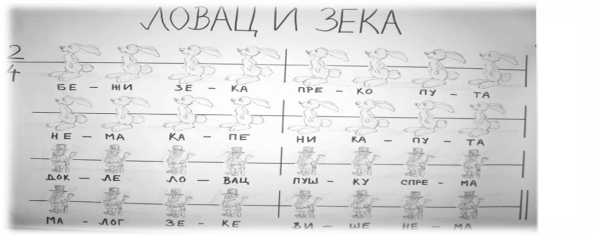 ЛОВАЦ И ЗЕКА
2
4
БЕ - ЖИ ЗЕ - КА ПРЕ - КО ПУ - ТА
НЕ - МА КА - ПЕ НИ КА - ПУ - ТА
ДОК - ЛЕ ЛО - ВАЦ ПУШ - КУ СПРЕ - МА
МА - ЛОГ ЗЕ - КЕ ВИ - ШЕ НЕ - МА